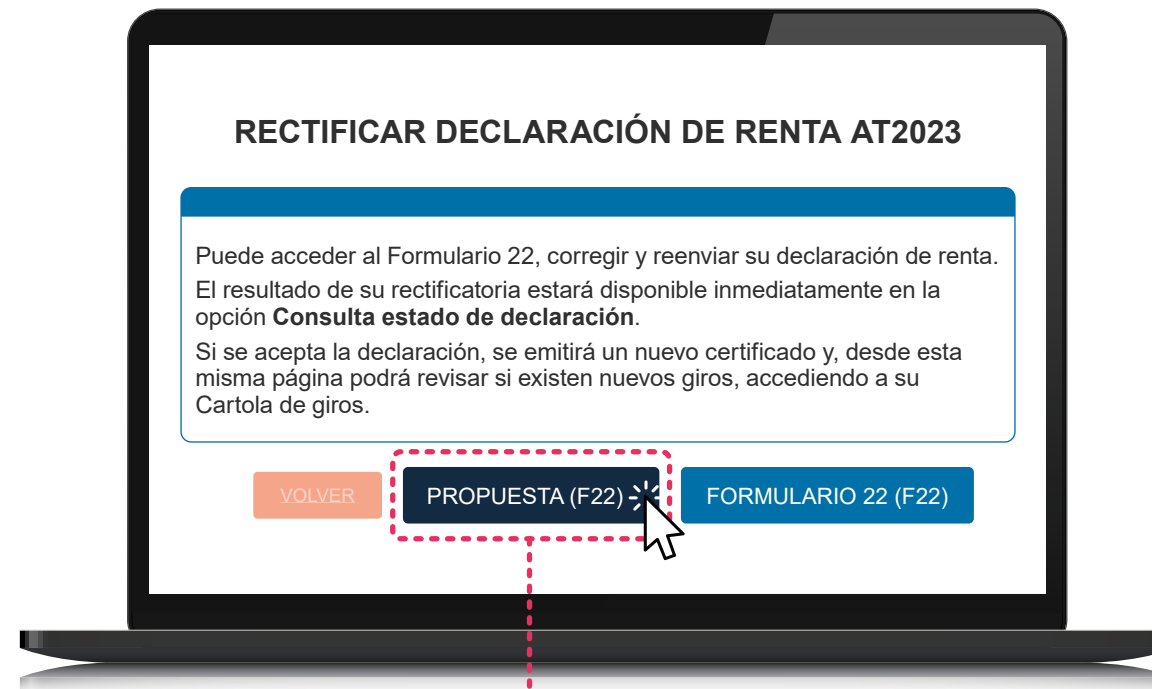 RECTIFICAR DECLARACIÓN DE RENTA AT2023
Puede acceder al Formulario 22, corregir y reenviar su declaración de renta.
El resultado de su rectificatoria estará disponible inmediatamente en la
opción Consulta estado de declaración.
Si se acepta la declaración, se emitirá un nuevo certificado y, desde esta
misma página podrá revisar si existen nuevos giros, accediendo a su
Cartola de giros.
VOLVER
PROPUESTA (F22)
FORMULARIO 22 (F22)